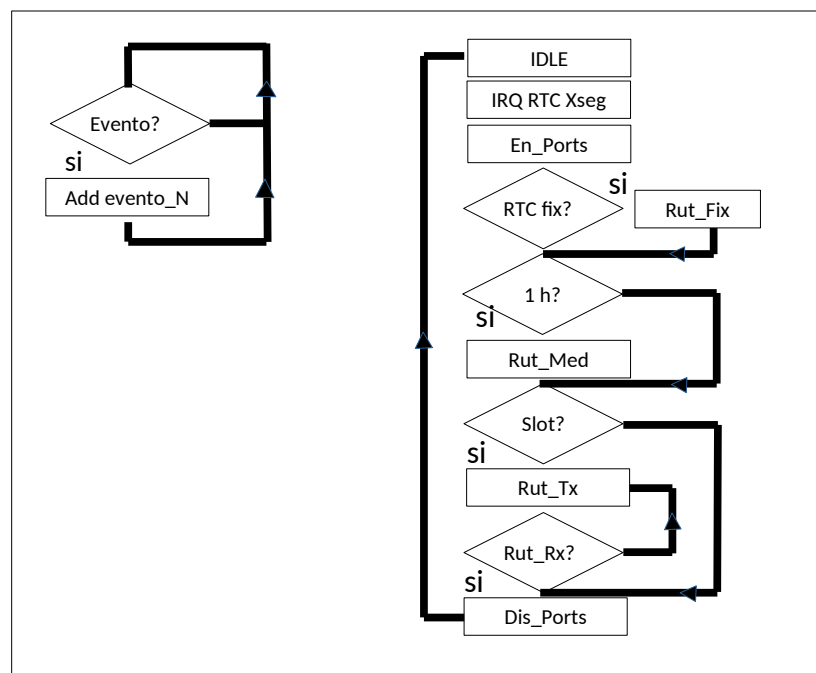 Evento?
si
Add evento_N
IDLE
IRQ RTC Xseg
En_Ports
si
RTC fix?
Rut_Fix
1 h?
si
Rut_Med
Slot?
si
Rut_Tx
Rut_Rx?
si
Dis_Ports